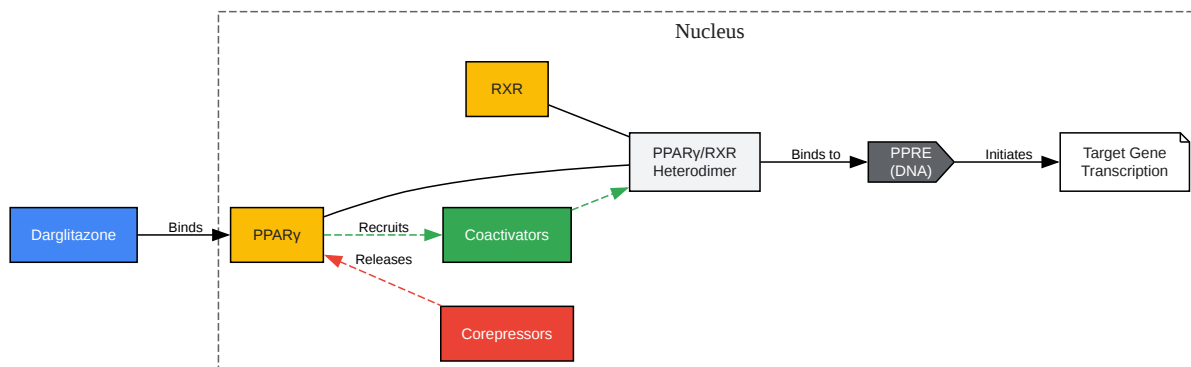 Nucleus
RXR
PPARγ/RXR
Heterodimer
Binds to
PPRE
(DNA)
Initiates
Target Gene
Transcription
Darglitazone
Binds
PPARγ
Recruits
Coactivators
Releases
Corepressors